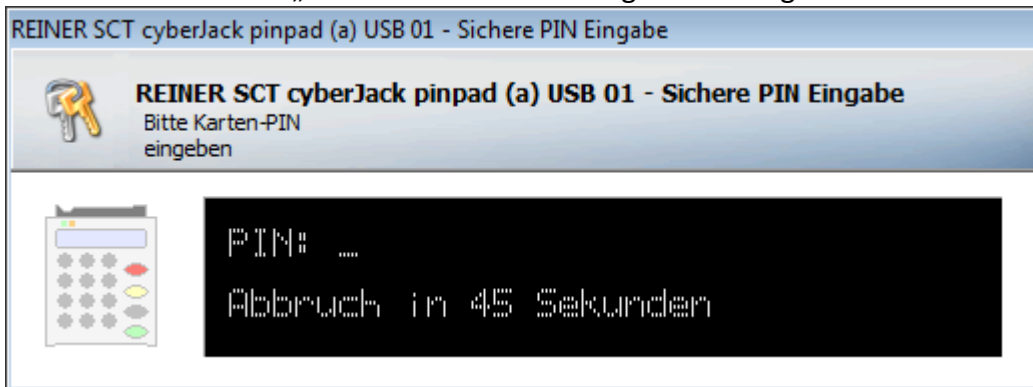 REINER SCT cyberJack pinpad (a) USB 01 - Sichere PIN Eingabe
REINER SCT cyberJack pinpad (a) USB 01 - Sichere PIN Eingabe
Bitte Karten-PIN
eingeben
PIN: _
Abbruch in 45 Sekunden